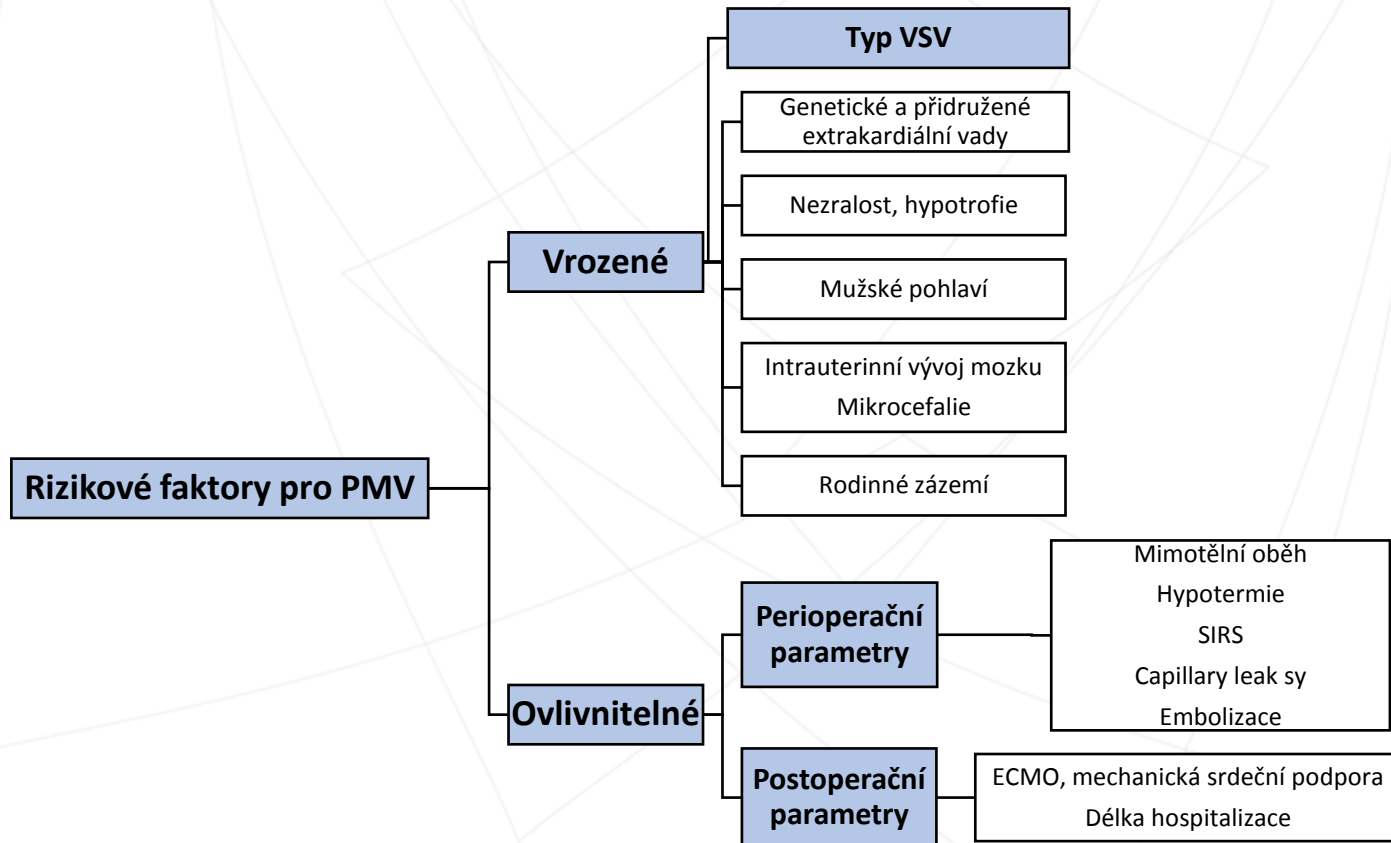 Typ VSV
Genetické a přidružené
extrakardiální vady
Nezralost, hypotrofie
Vrozené
Mužské pohlaví
Intrauterinní vývoj mozku
Mikrocefalie
Rizikové faktory pro PMV
Rodinné zázemí
Mimotělní oběh
Hypotermie
SIRS
Capillary leak sy
Embolizace
Perioperační
parametry
Ovlivnitelné
Postoperační
parametry
ECMO, mechanická srdeční podpora
Délka hospitalizace